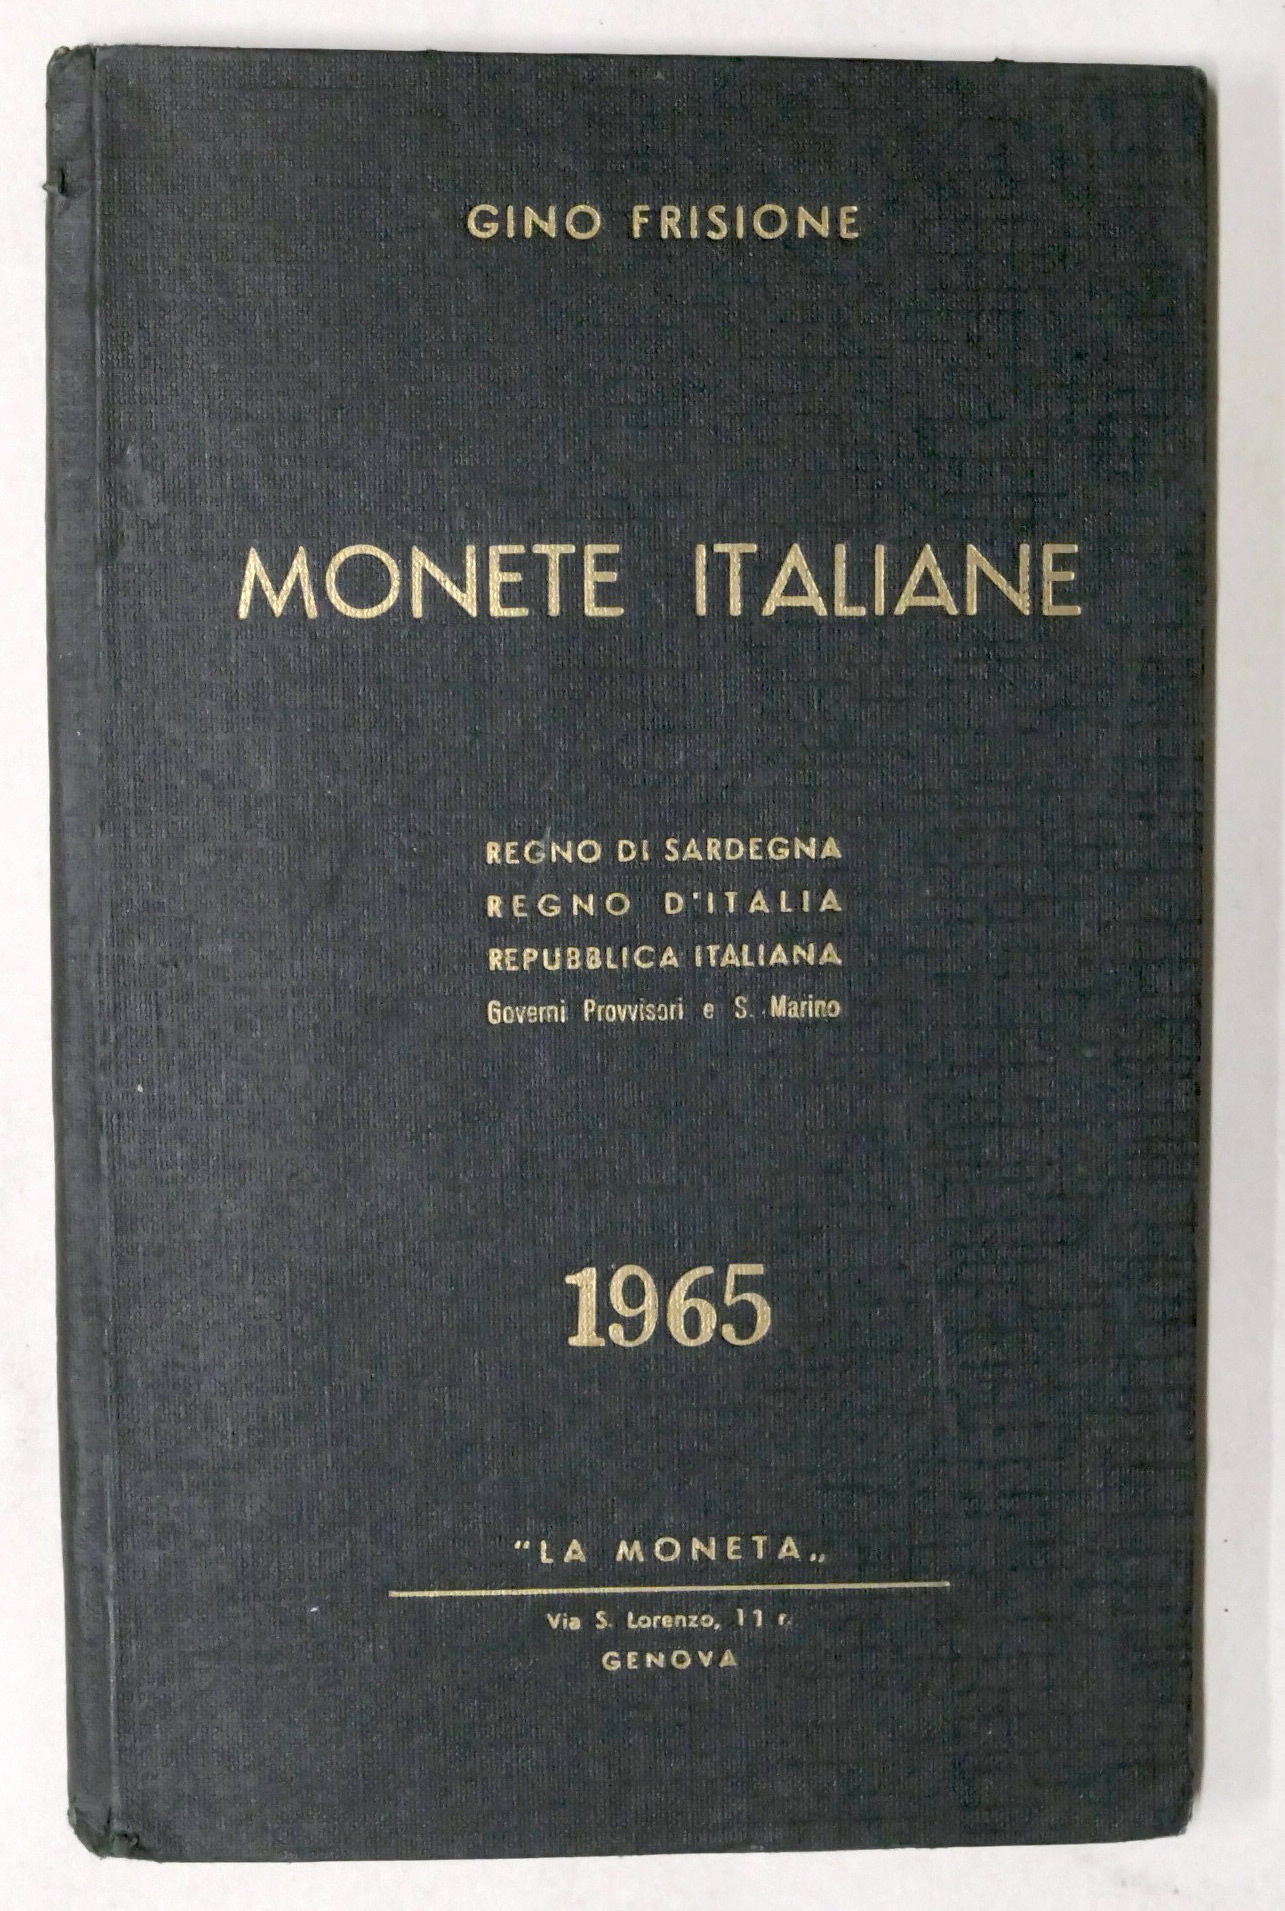 GINO FRISIONE
MONETE ITALIANE
REGNO DI SARDEGNA
REGNO D'ITALIA
REPUBBLICA ITALIANA
Governi Provvisori e S. Marino
1965
"LA MONETA„
Via S. Lorenzo, 11 r.
GENOVA